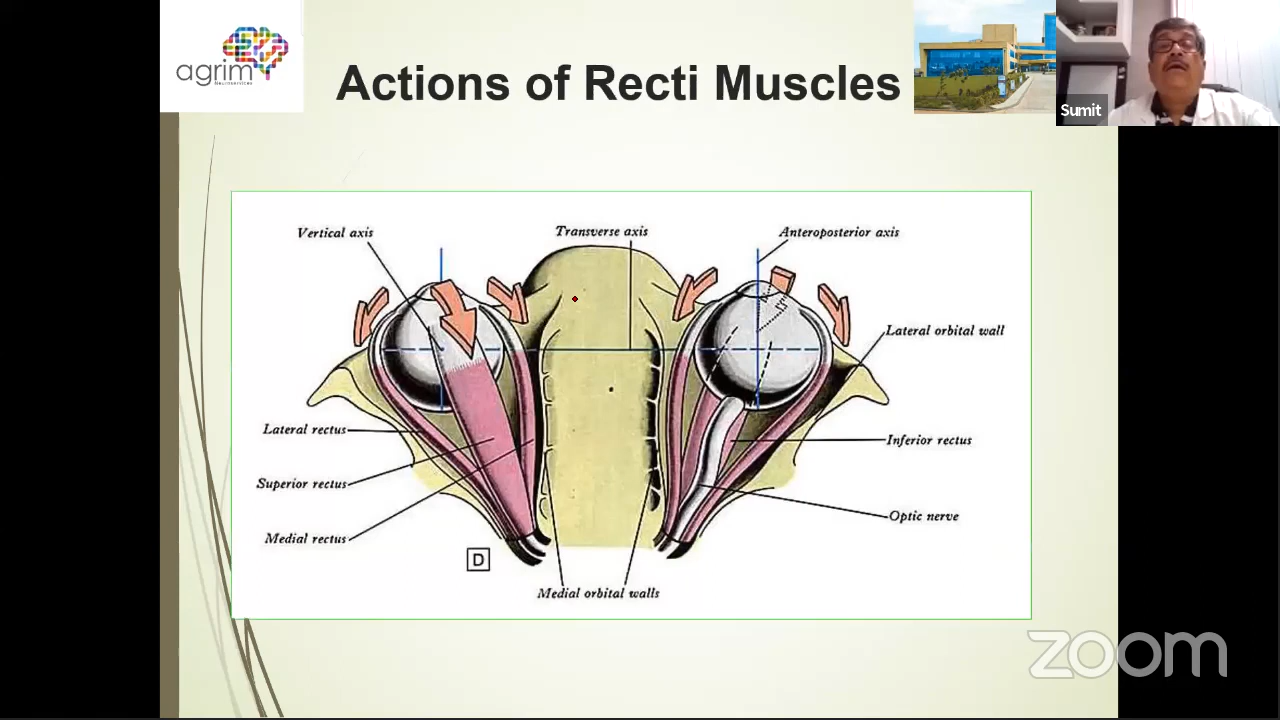 agrim
Neuroservices
Actions of Recti Muscles
Sumit
Vertical axis
Transverse axis
Anteroposterior axis
Lateral orbital wall
Lateral rectus
Inferior rectus
Superior rectus
Optic nerve
Medial rectus
D
Medial orbital walls
zoom